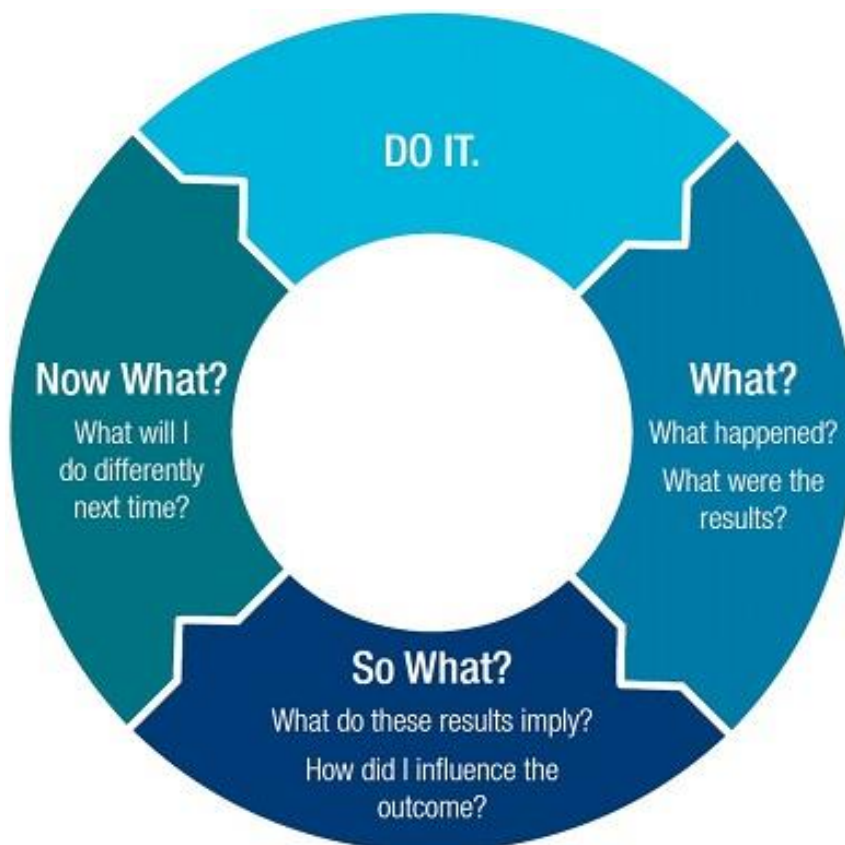 DO IT.
What?
What happened?
What were the
results?
So What?
What do these results imply?
How did I influence the
outcome?
Now What?
What will I
do differently
next time?